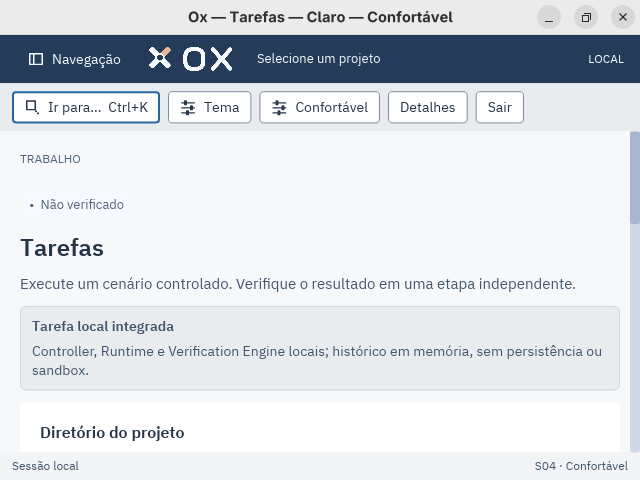 Ox — Tarefas — Claro — Confortável
Navegação
OX
Selecione um projeto
LOCAL
Ir para... Ctrl+K
Tema
Confortável
Detalhes
Sair
TRABALHO
• Não verificado
Tarefas
Execute um cenário controlado. Verifique o resultado em uma etapa independente.
Tarefa local integrada
Controller, Runtime e Verification Engine locais; histórico em memória, sem persistência ou
sandbox.
Diretório do projeto
Sessão local
S04 · Confortável